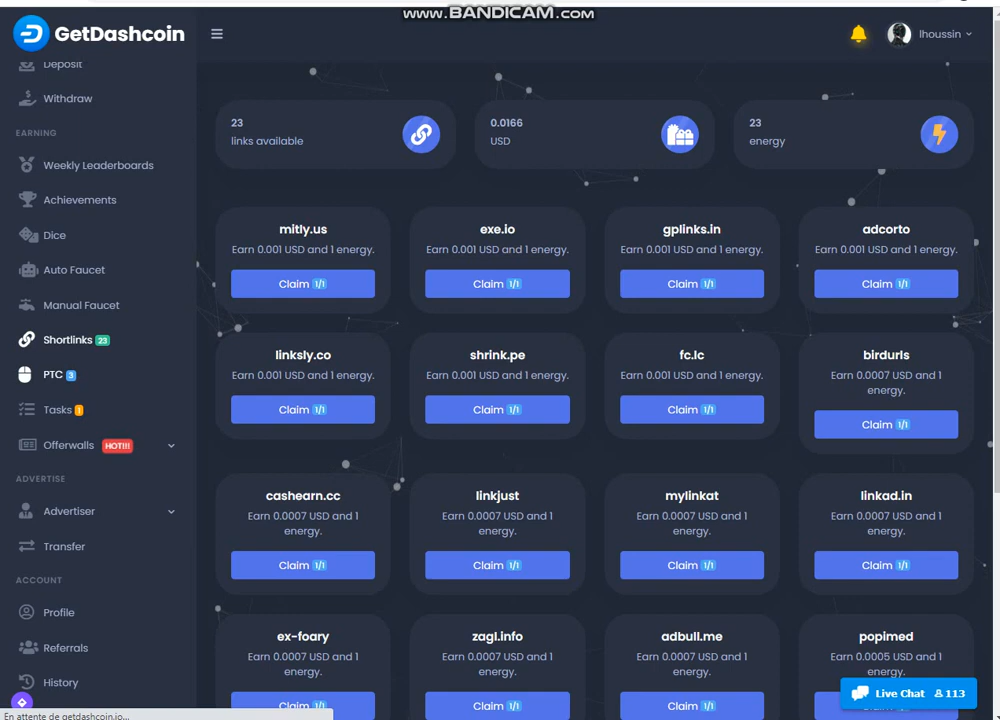 www.BANDICAM.com
GetDashcoin
lhoussin
Deposit
Withdraw
EARNING
Weekly Leaderboards
Achievements
Dice
Auto Faucet
Manual Faucet
Shortlinks 23
PTC 3
Tasks 1
Offerwalls HOT!!!
ADVERTISE
Advertiser
Transfer
ACCOUNT
Profile
Referrals
History
23
links available
0.0166
USD
23
energy
mitly.us
Earn 0.001 USD and 1 energy.
Claim 1/1
exe.io
Earn 0.001 USD and 1 energy.
Claim 1/1
gplinks.in
Earn 0.001 USD and 1 energy.
Claim 1/1
adcorto
Earn 0.001 USD and 1 energy.
Claim 1/1
linksly.co
Earn 0.001 USD and 1 energy.
Claim 1/1
shrink.pe
Earn 0.001 USD and 1 energy.
Claim 1/1
fc.lc
Earn 0.001 USD and 1 energy.
Claim 1/1
birdurls
Earn 0.0007 USD and 1
energy.
Claim 1/1
cashearn.cc
Earn 0.0007 USD and 1
energy.
Claim 1/1
linkjust
Earn 0.0007 USD and 1
energy.
Claim 1/1
mylinkat
Earn 0.0007 USD and 1
energy.
Claim 1/1
linkad.in
Earn 0.0007 USD and 1
energy.
Claim 1/1
ex-foary
Earn 0.0007 USD and 1
energy.
Claim 1/1
zagl.info
Earn 0.0007 USD and 1
energy.
Claim 1/1
adbull.me
Earn 0.0007 USD and 1
energy.
Claim 1/1
popimed
Earn 0.0005 USD and 1
energy.
Live Chat 113
En attente de getdashcoin.io...